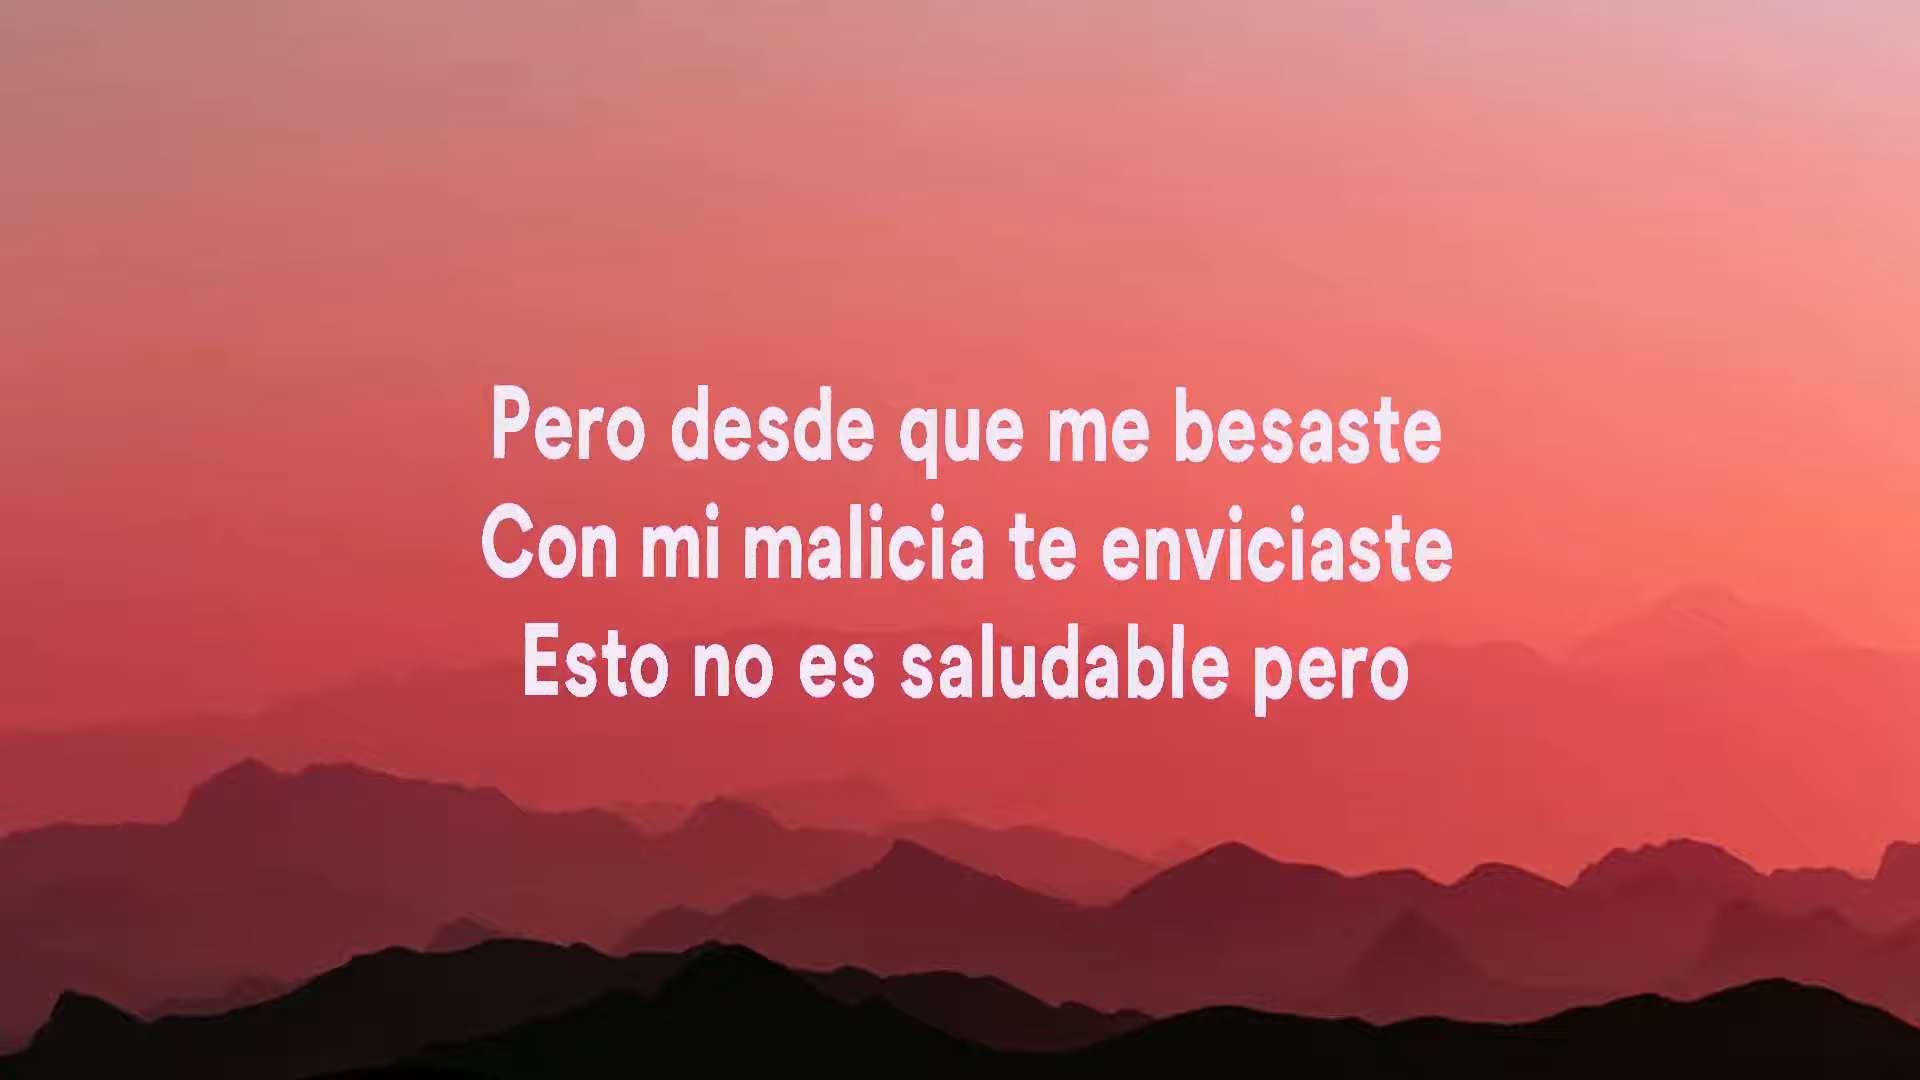 Pero desde que me besaste
Con mi malicia te enviciaste
Esto no es saludable pero